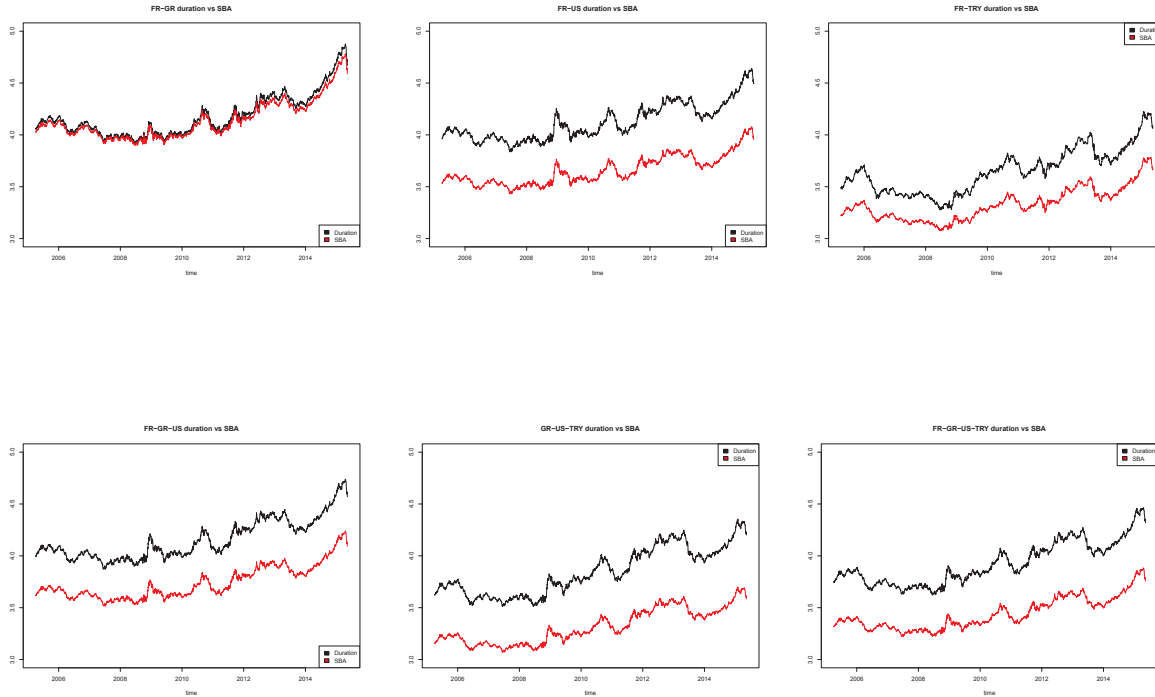 FR−GR duration vs SBA
5.0
4.5
4.0
3.5
3.0
Duration
SBA
2006 2008 2010 2012 2014
time
FR−US duration vs SBA
5.0
4.5
4.0
3.5
3.0
Duration
SBA
2006 2008 2010 2012 2014
time
FR−TRY duration vs SBA
5.0
4.5
4.0
3.5
3.0
Duration
SBA
2006 2008 2010 2012 2014
time
FR−GR−US duration vs SBA
5.0
4.5
4.0
3.5
3.0
Duration
SBA
2006 2008 2010 2012 2014
time
GR−US−TRY duration vs SBA
5.0
4.5
4.0
3.5
3.0
Duration
SBA
2006 2008 2010 2012 2014
time
FR−GR−US−TRY duration vs SBA
5.0
4.5
4.0
3.5
3.0
Duration
SBA
2006 2008 2010 2012 2014
time